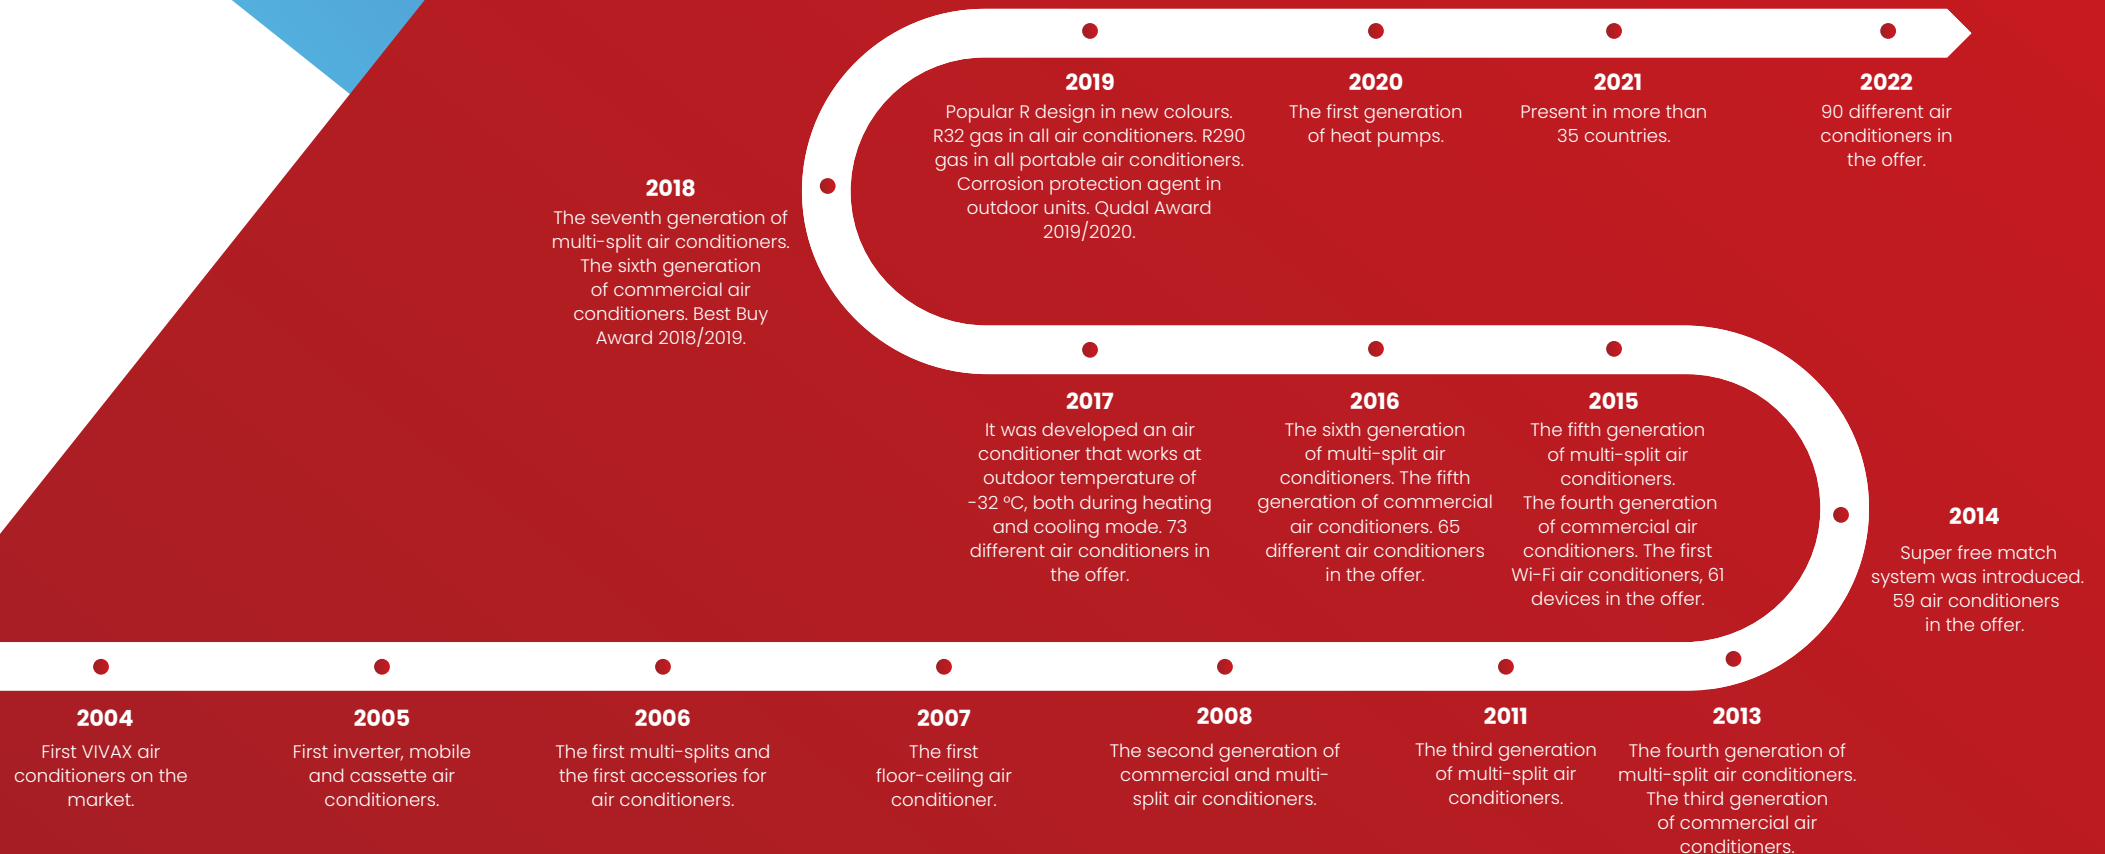 2019
Popular R design in new colours.
R32 gas in all air conditioners. R290
gas in all portable air conditioners.
Corrosion protection agent in
outdoor units. Qudal Award
2019/2020.
2020
The first generation
of heat pumps.
2021
Present in more than
35 countries.
2022
90 different air
conditioners in
the offer.
2018
The seventh generation of
multi-split air conditioners.
The sixth generation
of commercial air
conditioners. Best Buy
Award 2018/2019.
2017
It was developed an air
conditioner that works at
outdoor temperature of
-32 ºC, both during heating
and cooling mode. 73
different air conditioners in
the offer.
2016
The sixth generation
of multi-split air
conditioners. The fifth
generation of commercial
air conditioners. 65
different air conditioners
in the offer.
2015
The fifth generation
of multi-split air
conditioners.
The fourth generation
of commercial air
conditioners. The first
Wi-Fi air conditioners, 61
devices in the offer.
2014
Super free match
system was introduced.
59 air conditioners
in the offer.
2004
First VIVAX air
conditioners on the
market.
2005
First inverter, mobile
and cassette air
conditioners.
2006
The first multi-splits and
the first accessories for
air conditioners.
2007
The first
floor-ceiling air
conditioner.
2008
The second generation of
commercial and multi-
split air conditioners.
2011
The third generation
of multi-split air
conditioners.
2013
The fourth generation of
multi-split air conditioners.
The third generation
of commercial air
conditioners.